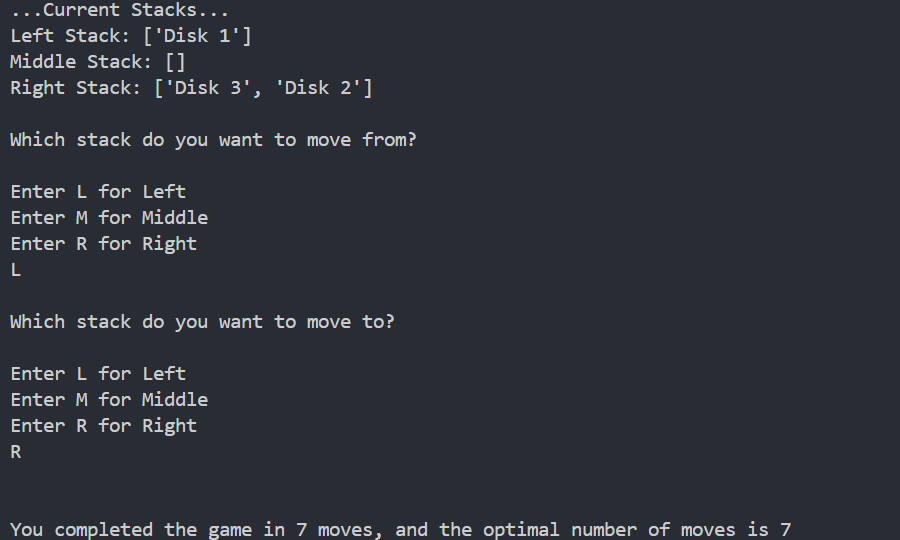 ...Current Stacks...
Left Stack: ['Disk 1']
Middle Stack: []
Right Stack: ['Disk 3', 'Disk 2']
Which stack do you want to move from?
Enter L for Left
Enter M for Middle
Enter R for Right
L
Which stack do you want to move to?
Enter L for Left
Enter M for Middle
Enter R for Right
R
You completed the game in 7 moves, and the optimal number of moves is 7